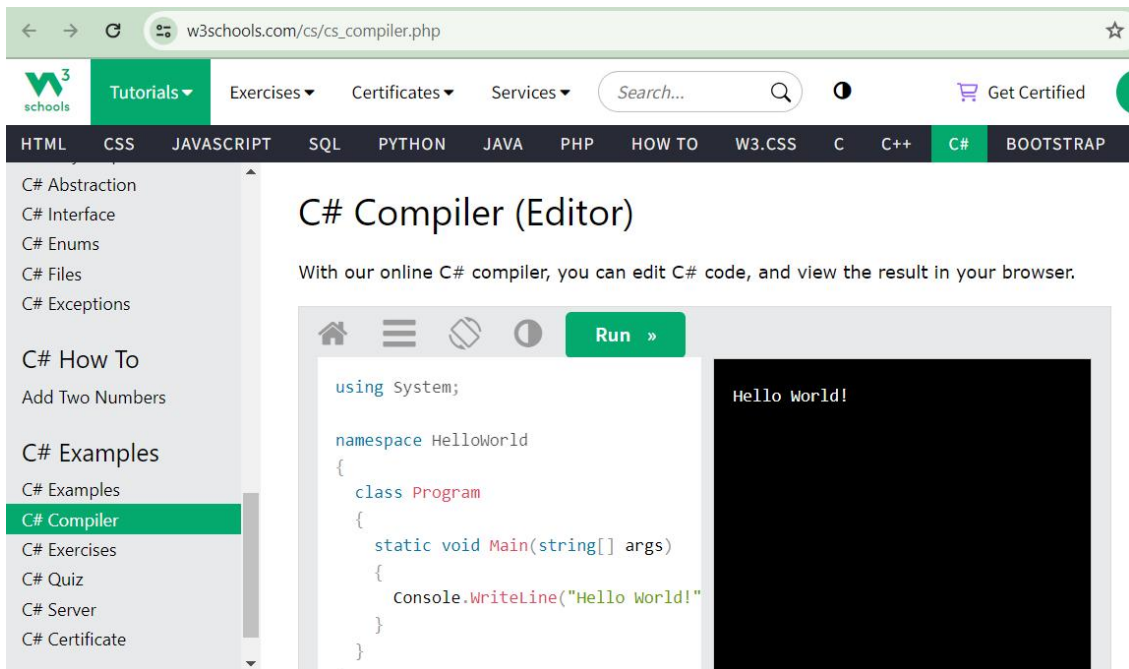 w3schools.com/cs/cs_compiler.php
3
schools
Tutorials Exercises Certificates Services Search... Get Certified
HTML CSS JAVASCRIPT SQL PYTHON JAVA PHP HOW TO W3.CSS C C++ C# BOOTSTRAP
C# Abstraction
C# Interface
C# Enums
C# Files
C# Exceptions
C# How To
Add Two Numbers
C# Examples
C# Examples
C# Compiler
C# Exercises
C# Quiz
C# Server
C# Certificate
C# Compiler (Editor)
With our online C# compiler, you can edit C# code, and view the result in your browser.
Run »
using System;
namespace HelloWorld
{
class Program
{
static void Main(string[] args)
{
Console.WriteLine("Hello World!"
}
}
Hello World!